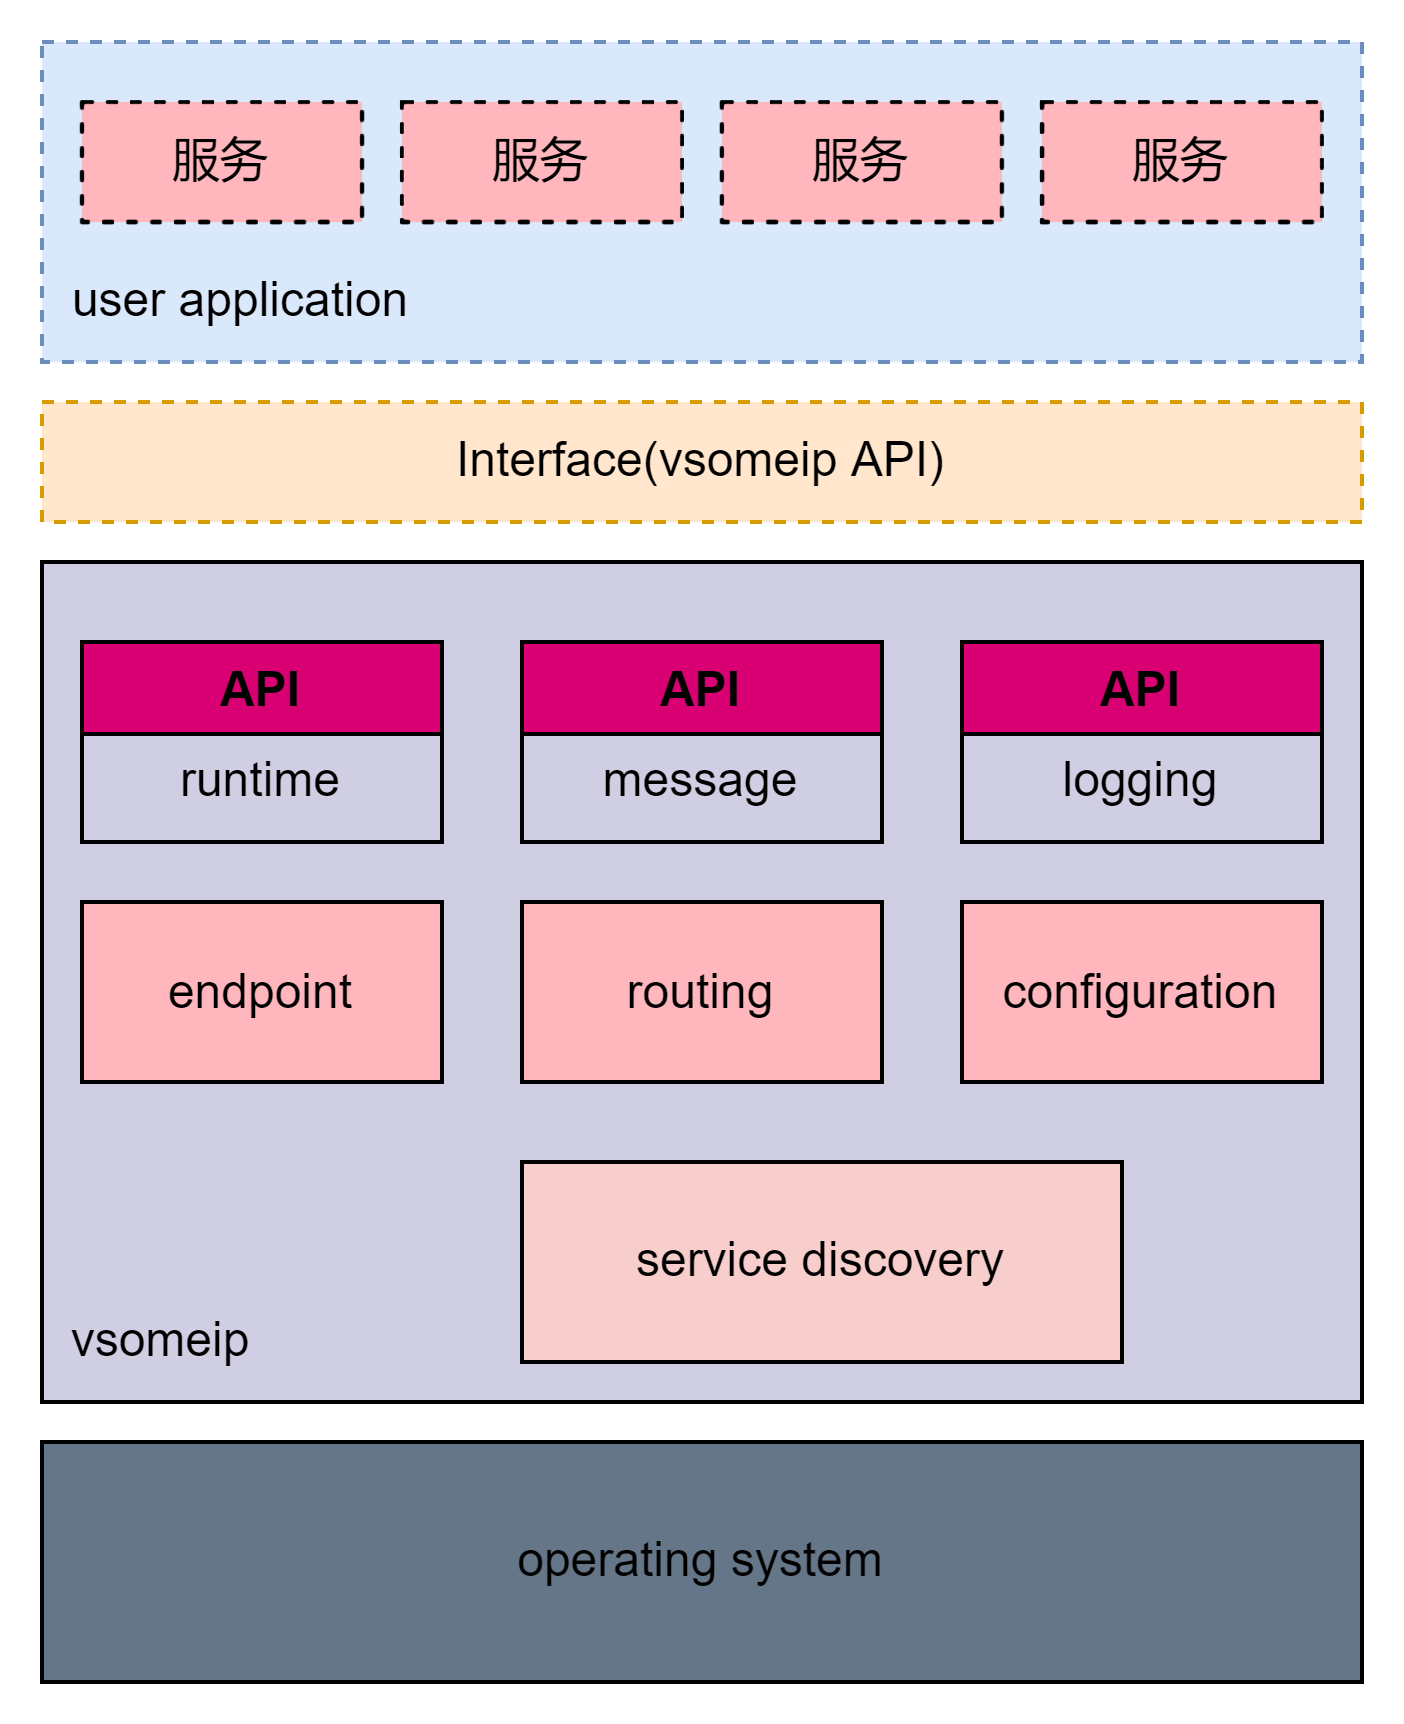 服务
服务
服务
服务
user application
Interface(vsomeip API)
API
API
API
runtime
message
logging
endpoint
routing
configuration
service discovery
vsomeip
operating system